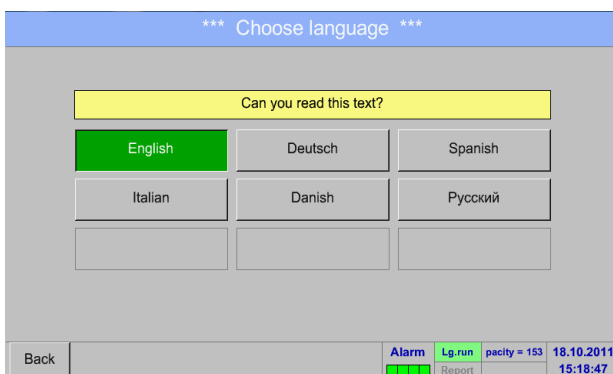 *** Choose language ***
Can you read this text?
English Deutsch Spanish
Italian Danish Русский
Back Alarm Lg.run pacity = 153 18.10.2011
Report 15:18:47